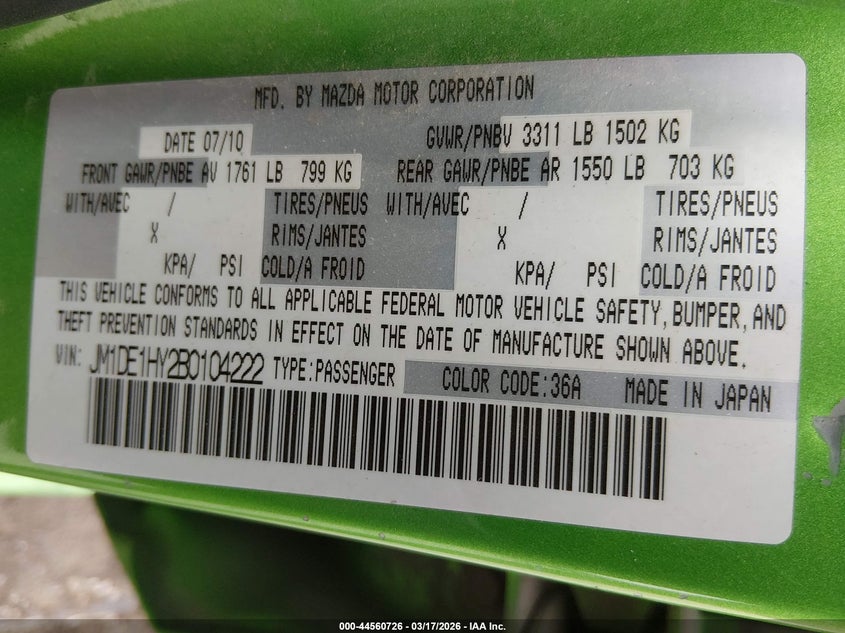 MFD. BY MAZDA MOTOR CORPORATION
DATE 07/10 GVWR/PNBV 3311 LB 1502 KG
FRONT GAWR/PNBE AV 1761 LB 799 KG REAR GAWR/PNBE AR 1550 LB 703 KG
WITH/AVEC / TIRES/PNEUS WITH/AVEC / TIRES/PNEUS
X RIMS/JANTES X RIMS/JANTES
KPA/ PSI COLD/A FROID KPA/ PSI COLD/A FROID
THIS VEHICLE CONFORMS TO ALL APPLICABLE FEDERAL MOTOR VEHICLE SAFETY, BUMPER, AND
THEFT PREVENTION STANDARDS IN EFFECT ON THE DATE OF MANUFACTURE SHOWN ABOVE.
VIN: JM1DE1HY2B0104222 TYPE:PASSENGER COLOR CODE:36A MADE IN JAPAN
000-44560726 - 03/17/2026 - IAA Inc.